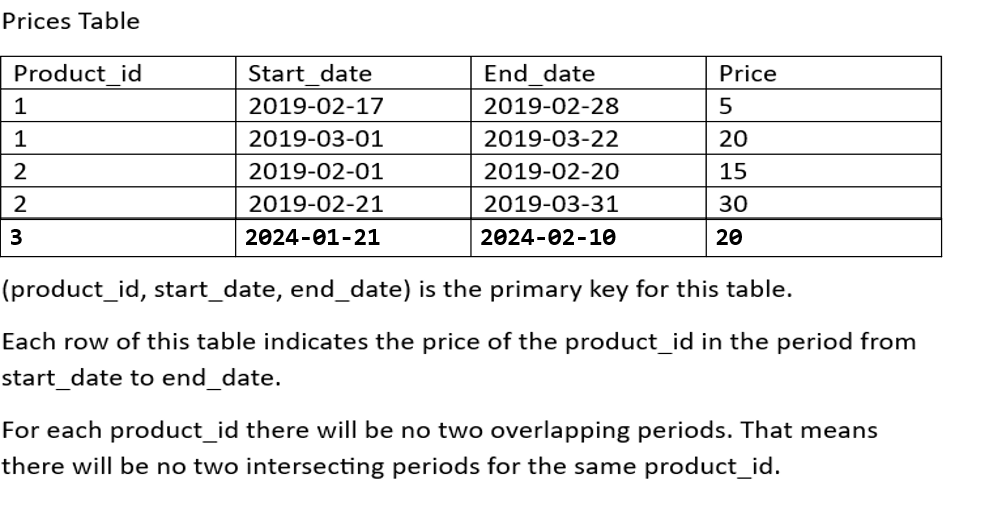 Prices Table
Product_id Start_date End_date Price
1 2019-02-17 2019-02-28 5
1 2019-03-01 2019-03-22 20
2 2019-02-01 2019-02-20 15
2 2019-02-21 2019-03-31 30
3 2024-01-21 2024-02-10 20
(product_id, start_date, end_date) is the primary key for this table.
Each row of this table indicates the price of the product_id in the period from
start_date to end_date.
For each product_id there will be no two overlapping periods. That means
there will be no two intersecting periods for the same product_id.